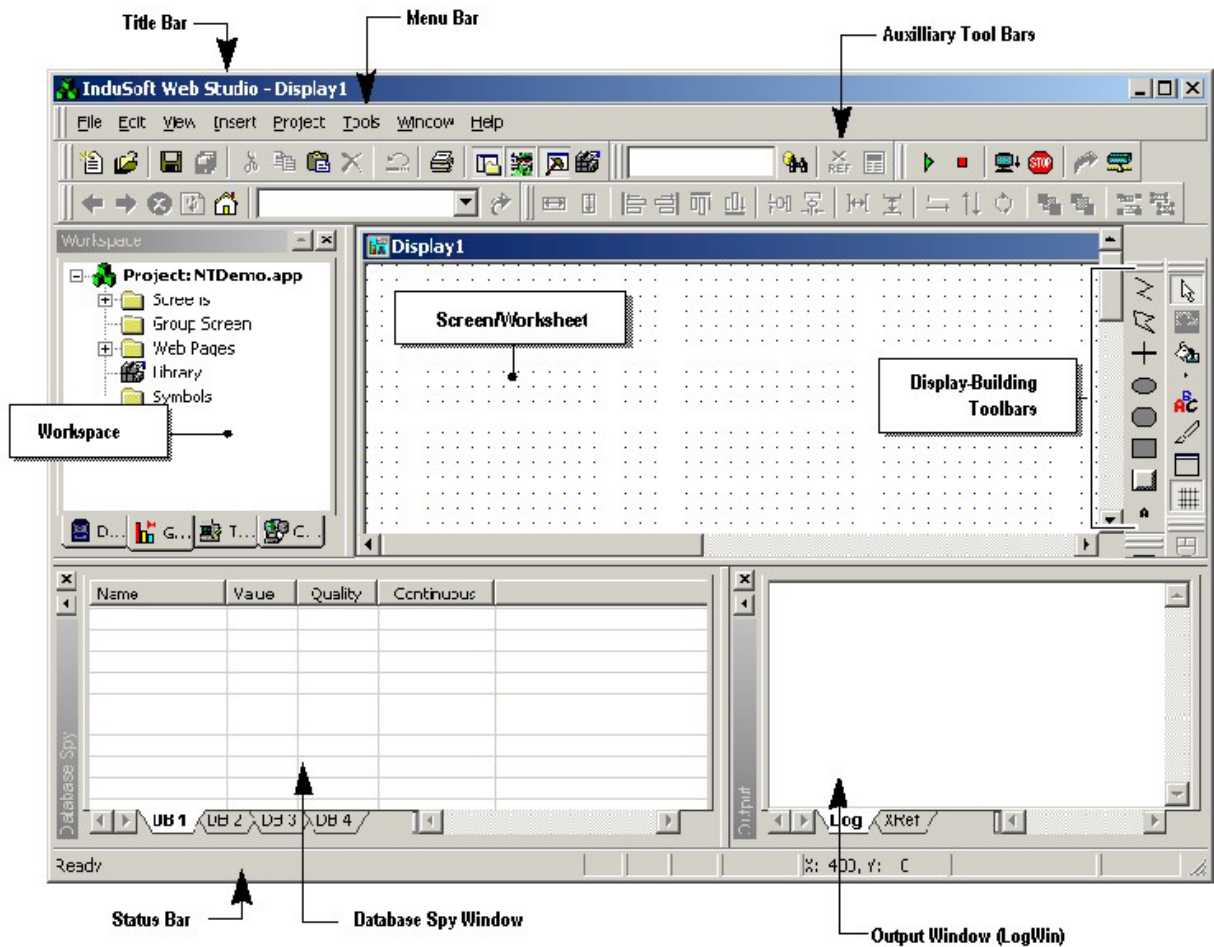 Title Bar
Menu Bar
Auxilliary Tool Bars
InduSoft Web Studio - Display1
File Edit View Insert Project Tools Window Help
XREF
STOP
Workspace
Display1
Project: NTDemo.app
Screens
Group Screen
Web Pages
Library
Symbols
Screen/Worksheet
Display-Building
Toolbars
ABC
A
Workspace
D... G... T... C...
Name Value Quality Continuous
Database Spy
Output
DB 1 DB 2 DB 3 DB 4
Log XRef
Ready
X: 400, Y: 0
Status Bar
Database Spy Window
Output Window (LogWin)